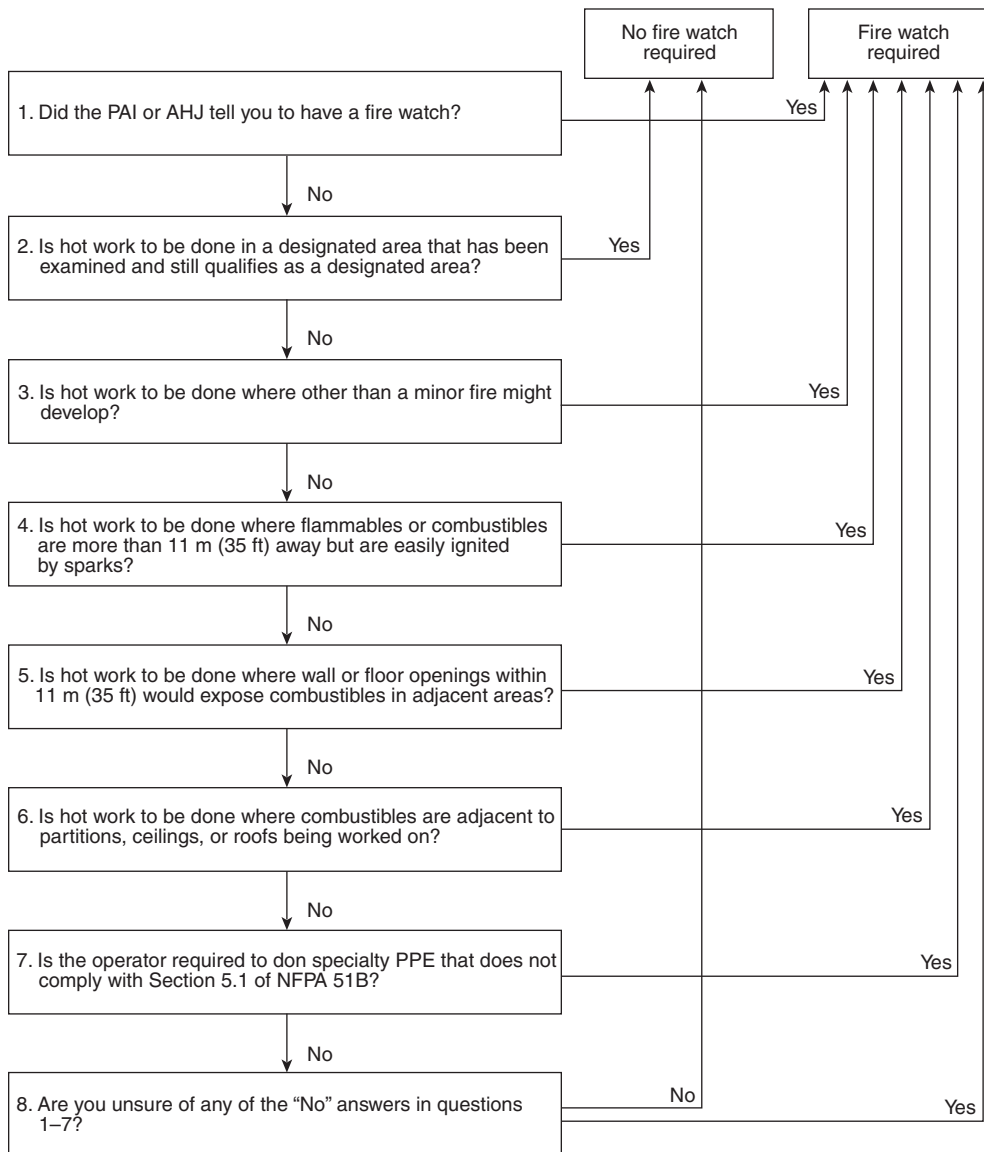 No fire watch
required
Fire watch
required
1. Did the PAI or AHJ tell you to have a fire watch?
Yes
No
2. Is hot work to be done in a designated area that has been
examined and still qualifies as a designated area?
Yes
No
3. Is hot work to be done where other than a minor fire might
develop?
Yes
No
4. Is hot work to be done where flammables or combustibles
are more than 11 m (35 ft) away but are easily ignited
by sparks?
Yes
No
5. Is hot work to be done where wall or floor openings within
11 m (35 ft) would expose combustibles in adjacent areas?
Yes
No
6. Is hot work to be done where combustibles are adjacent to
partitions, ceilings, or roofs being worked on?
Yes
No
7. Is the operator required to don specialty PPE that does not
comply with Section 5.1 of NFPA 51B?
Yes
No
8. Are you unsure of any of the “No” answers in questions
1–7?
No
Yes